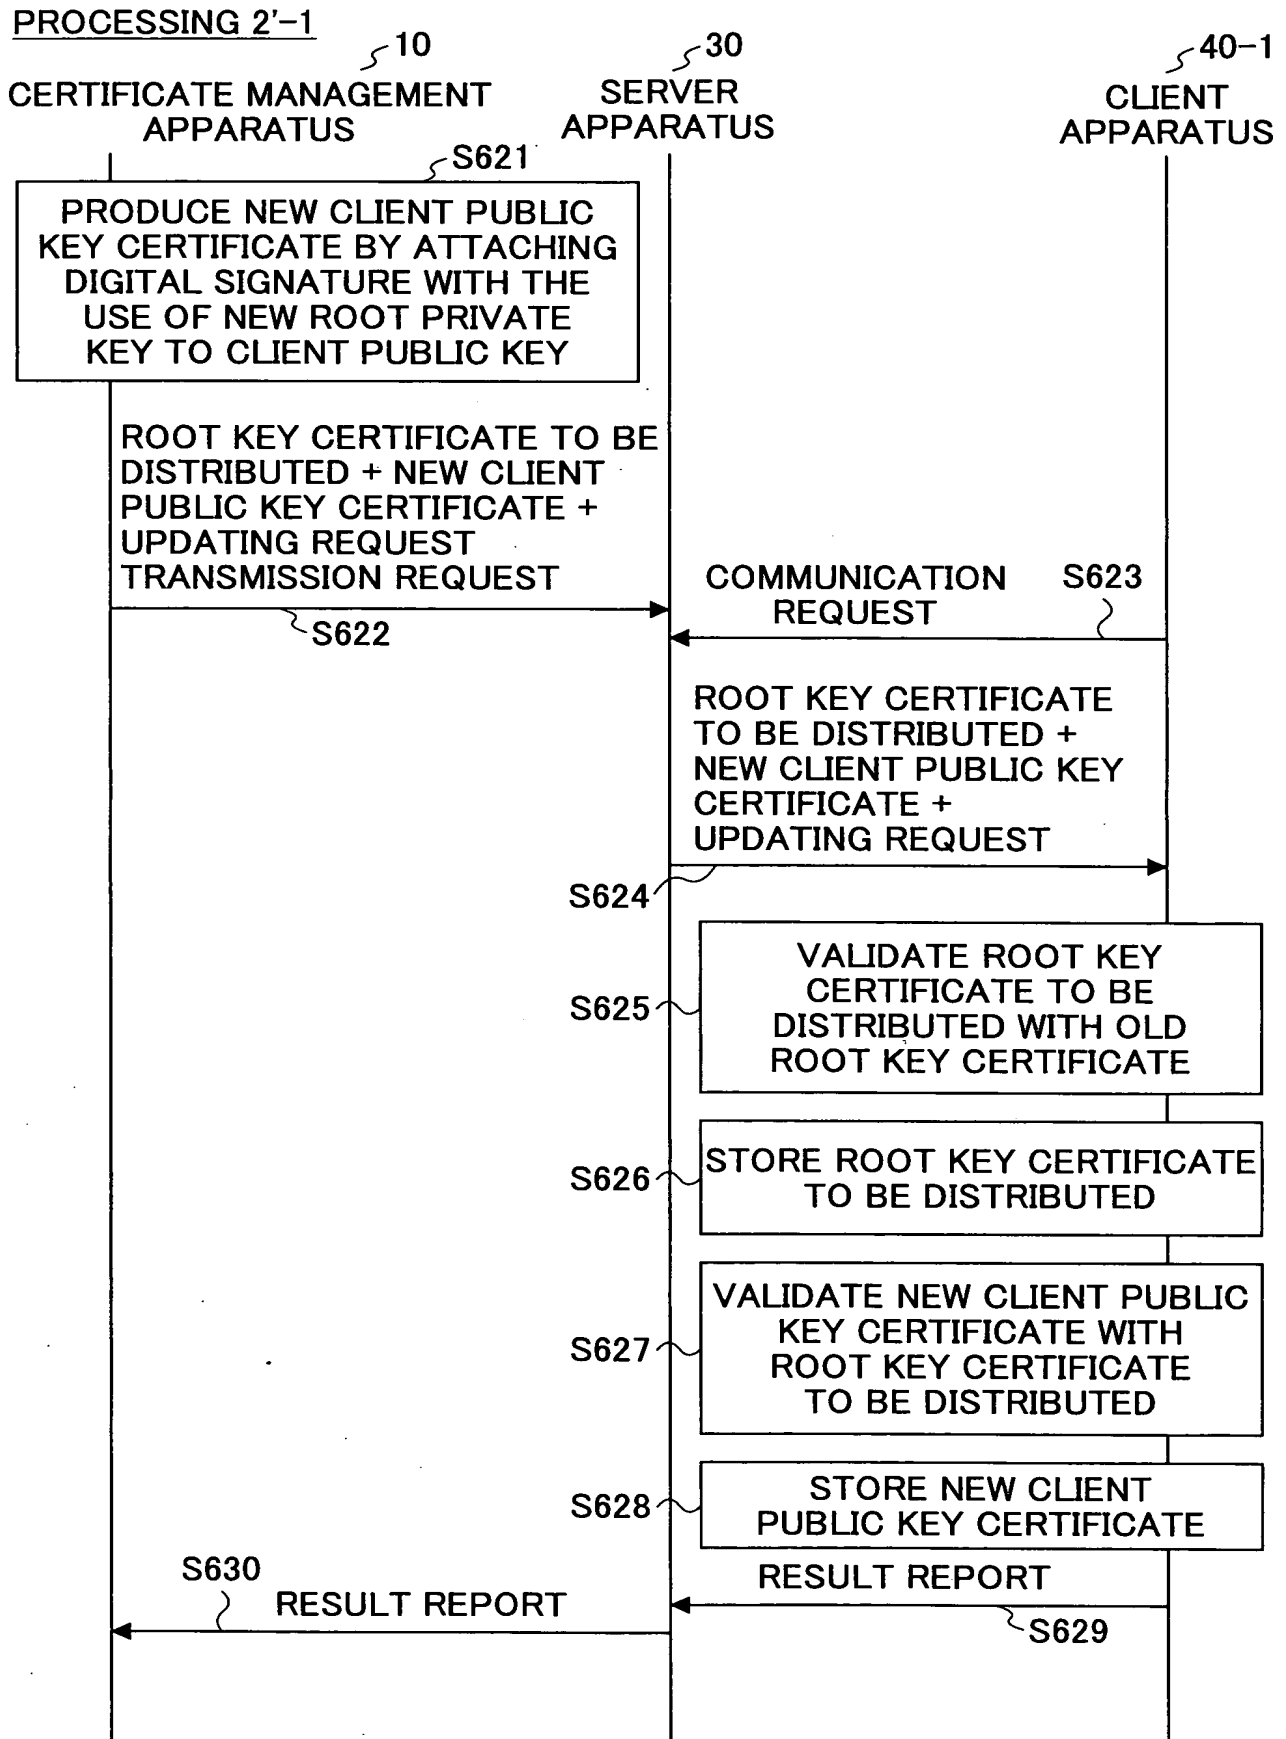 PROCESSING 2'-1
10
CERTIFICATE MANAGEMENT
APPARATUS
30
SERVER
APPARATUS
40-1
CLIENT
APPARATUS
S621
PRODUCE NEW CLIENT PUBLIC
KEY CERTIFICATE BY ATTACHING
DIGITAL SIGNATURE WITH THE
USE OF NEW ROOT PRIVATE
KEY TO CLIENT PUBLIC KEY
ROOT KEY CERTIFICATE TO BE
DISTRIBUTED + NEW CLIENT
PUBLIC KEY CERTIFICATE +
UPDATING REQUEST
TRANSMISSION REQUEST
S622
COMMUNICATION
REQUEST
S623
ROOT KEY CERTIFICATE
TO BE DISTRIBUTED +
NEW CLIENT PUBLIC KEY
CERTIFICATE +
UPDATING REQUEST
S624
S625
VALIDATE ROOT KEY
CERTIFICATE TO BE
DISTRIBUTED WITH OLD
ROOT KEY CERTIFICATE
S626
STORE ROOT KEY CERTIFICATE
TO BE DISTRIBUTED
S627
VALIDATE NEW CLIENT PUBLIC
KEY CERTIFICATE WITH
ROOT KEY CERTIFICATE
TO BE DISTRIBUTED
S628
STORE NEW CLIENT
PUBLIC KEY CERTIFICATE
RESULT REPORT
S629
S630
RESULT REPORT